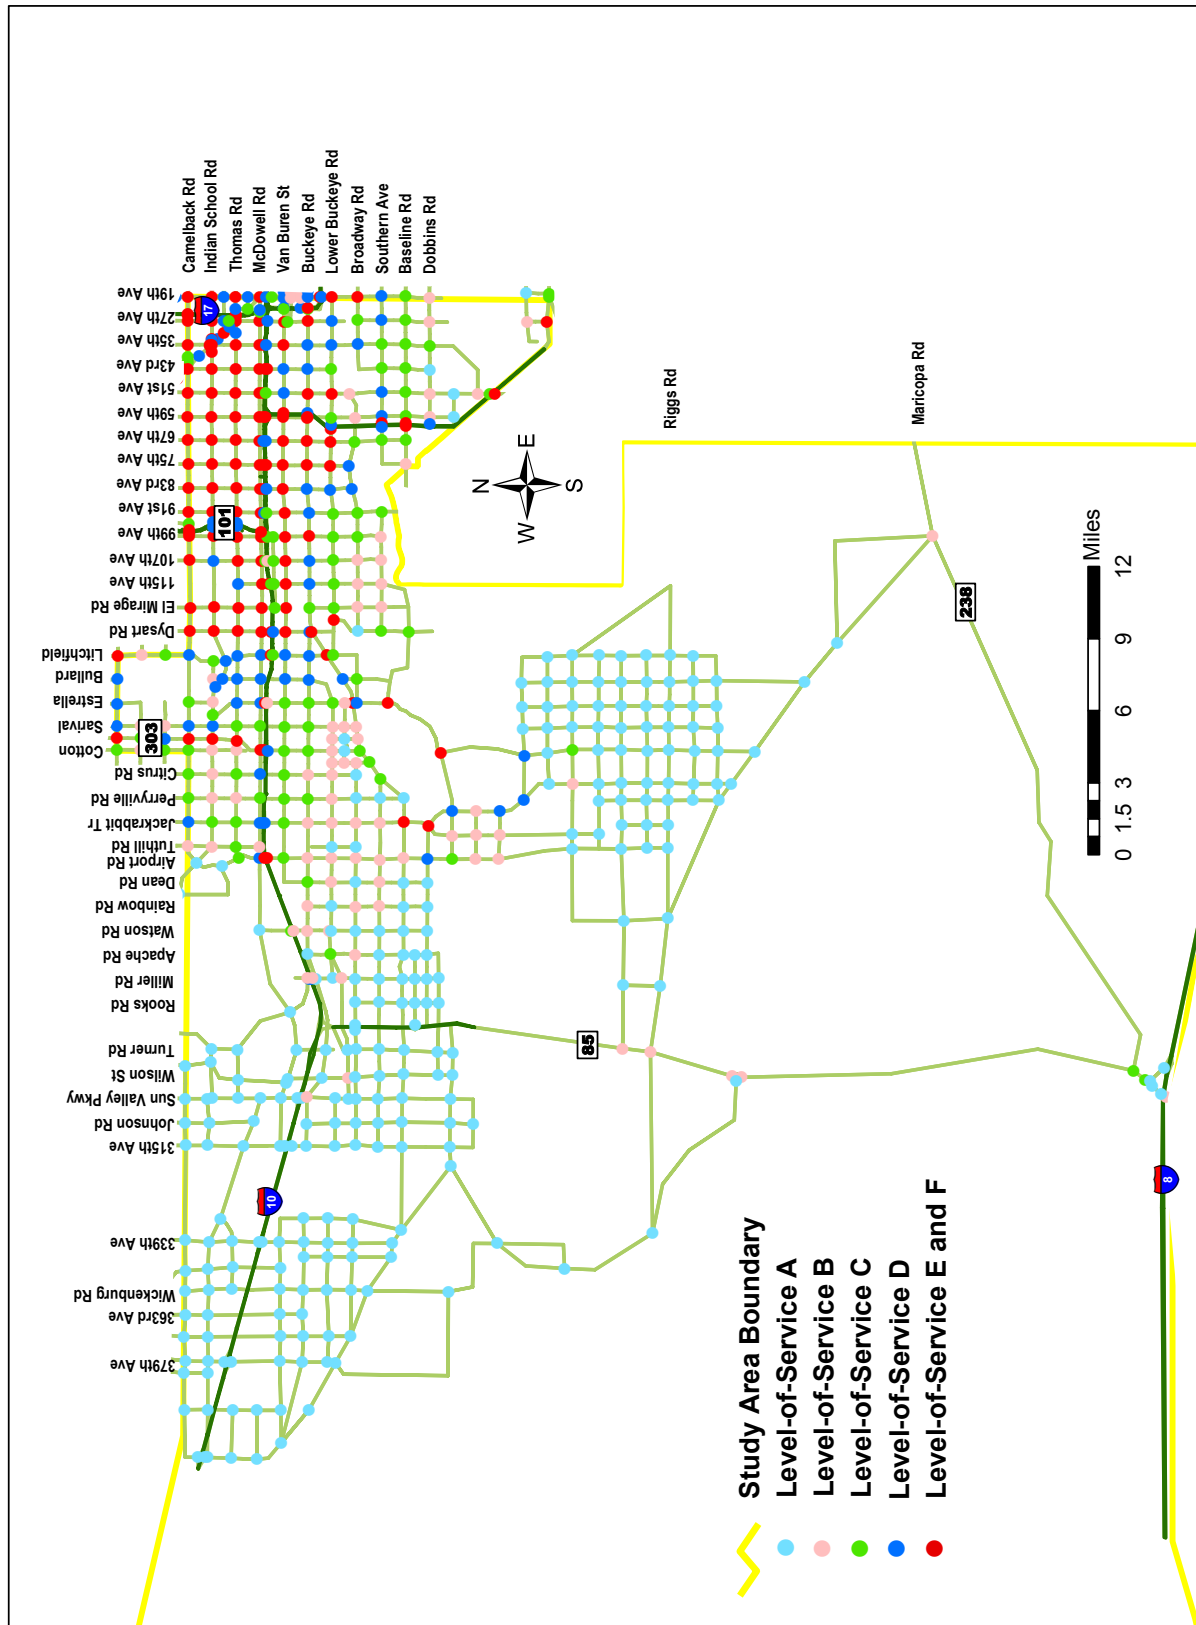 Camelback Rd
Indian School Rd
Thomas Rd
McDowell Rd
Van Buren St
Buckeye Rd
Lower Buckeye Rd
Broadway Rd
Southern Ave
Baseline Rd
Dobbins Rd
19th Ave
27th Ave
35th Ave
43rd Ave
51st Ave
59th Ave
67th Ave
75th Ave
83rd Ave
91st Ave
99th Ave
107th Ave
115th Ave
El Mirage Rd
Dysart Rd
Litchfield
Bullard
Estrella
Sarival
Cotton
Citrus Rd
Perryville Rd
Jackrabbit Tr
Tuthill Rd
Airport Rd
Dean Rd
Rainbow Rd
Watson Rd
Apache Rd
Miller Rd
Rooks Rd
Turner Rd
Wilson St
Sun Valley Pkwy
Johnson Rd
315th Ave
339th Ave
Wickenburg Rd
363rd Ave
379th Ave
17
101
303
10
85
238
8
Riggs Rd
Maricopa Rd
N
E
S
W
0 1.5 3 6 9 12
Miles
Study Area Boundary
Level-of-Service A
Level-of-Service B
Level-of-Service C
Level-of-Service D
Level-of-Service E and F